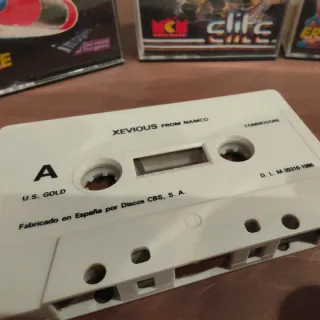 elite
XEVIOUS FROM NAMCO
A
U.S. GOLD
COMMODORE
Fabricado en España por Discos CBS, S. A.
D. L. M-39316-1986